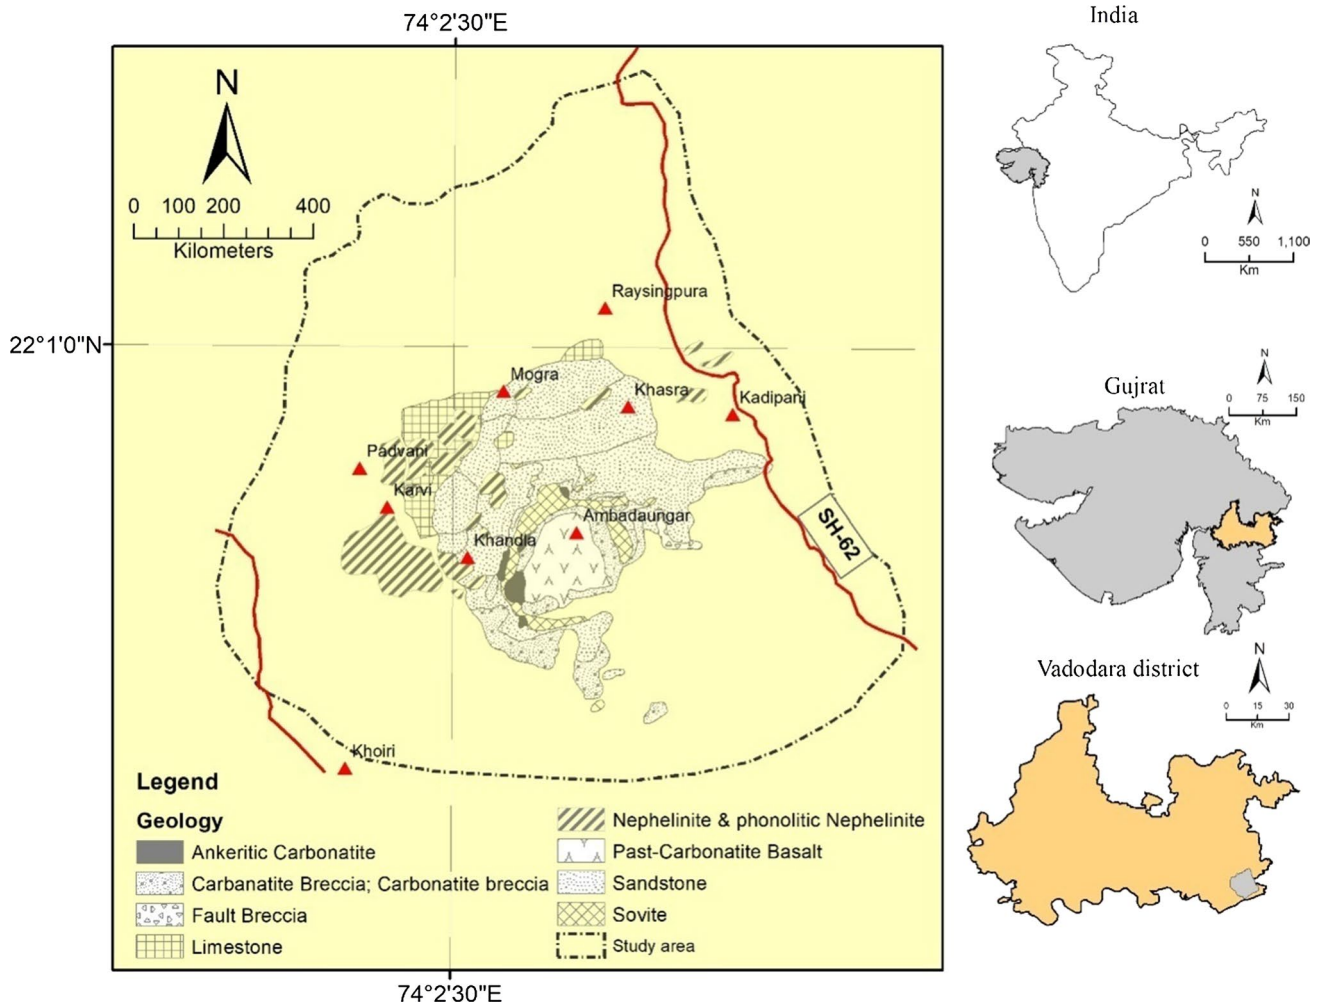 74°2'30"E
N
0 100 200 400
Kilometers
22°1'0"N
Raysingpura
Mogra
Khasra
Kadipani
Padvani
Karvi
Ambadaungar
Khandla
SH-62
Khoiri
Legend
Geology
Ankeritic Carbonatite
Carbanatite Breccia; Carbonatite breccia
Fault Breccia
Limestone
Nephelinite & phonolitic Nephelinite
Past-Carbonatite Basalt
Sandstone
Sovite
Study area
74°2'30"E
India
N
0 550 1,100
Km
Gujrat
N
0 75 150
Km
Vadodara district
N
0 15 30
Km